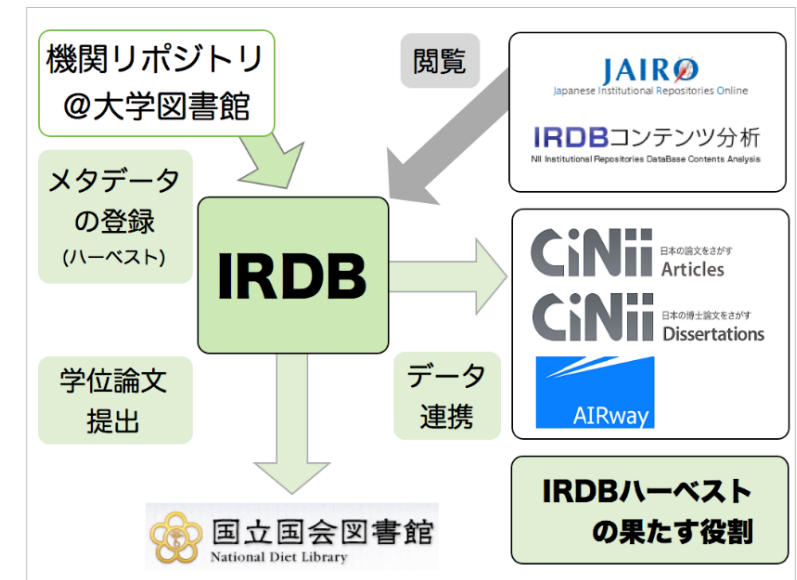 機関リポジトリ
@大学図書館
閲覧
JAIRO
Japanese Institutional Repositories Online
IRDBコンテンツ分析
NII Institutional Repositories DataBase Contents Analysis
メタデータ
の登録
(ハーベスト)
IRDB
CiNii 日本の論文をさがす
Articles
CiNii 日本の博士論文をさがす
Dissertations
AIRway
学位論文
提出
データ
連携
国立国会図書館
National Diet Library
IRDBハーベスト
の果たす役割